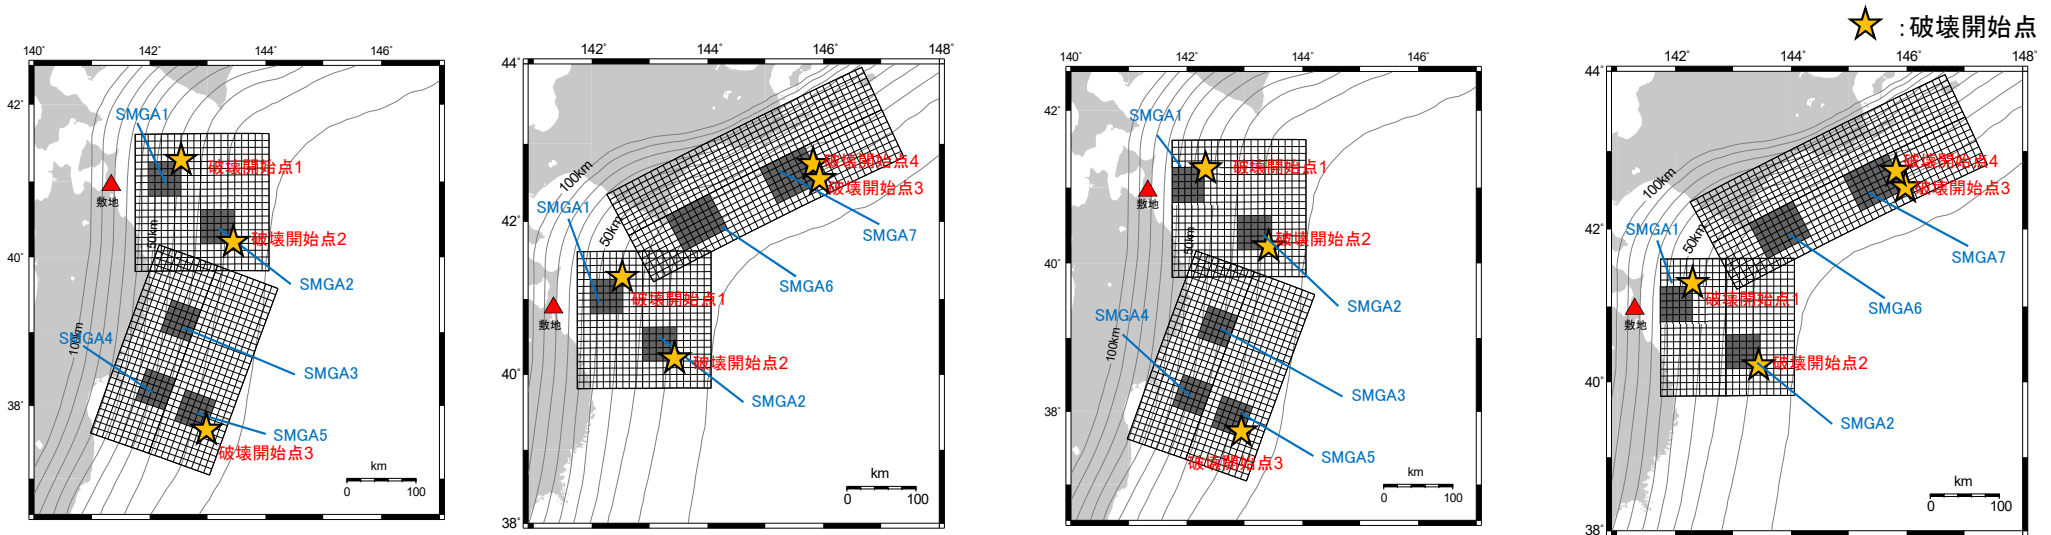 : 破壊開始点
140° 142° 144° 146°
42°
40°
38°
SMGA1
破壊開始点1
敷地
50km
破壊開始点2
SMGA2
100km
SMGA4
SMGA3
SMGA5
破壊開始点3
km
0 100
142° 144° 146° 148°
44°
42°
40°
38°
100km
50km
破壊開始点4
破壊開始点3
SMGA1
SMGA7
SMGA6
破壊開始点1
敷地
破壊開始点2
SMGA2
km
0 100
140° 142° 144° 146°
42°
40°
38°
SMGA1
破壊開始点1
敷地
50km
破壊開始点2
SMGA2
100km
SMGA4
SMGA3
SMGA5
破壊開始点3
km
0 100
142° 144° 146° 148°
44°
42°
40°
38°
100km
50km
破壊開始点4
破壊開始点3
SMGA1
SMGA7
SMGA6
破壊開始点1
敷地
破壊開始点2
SMGA2
km
0 100